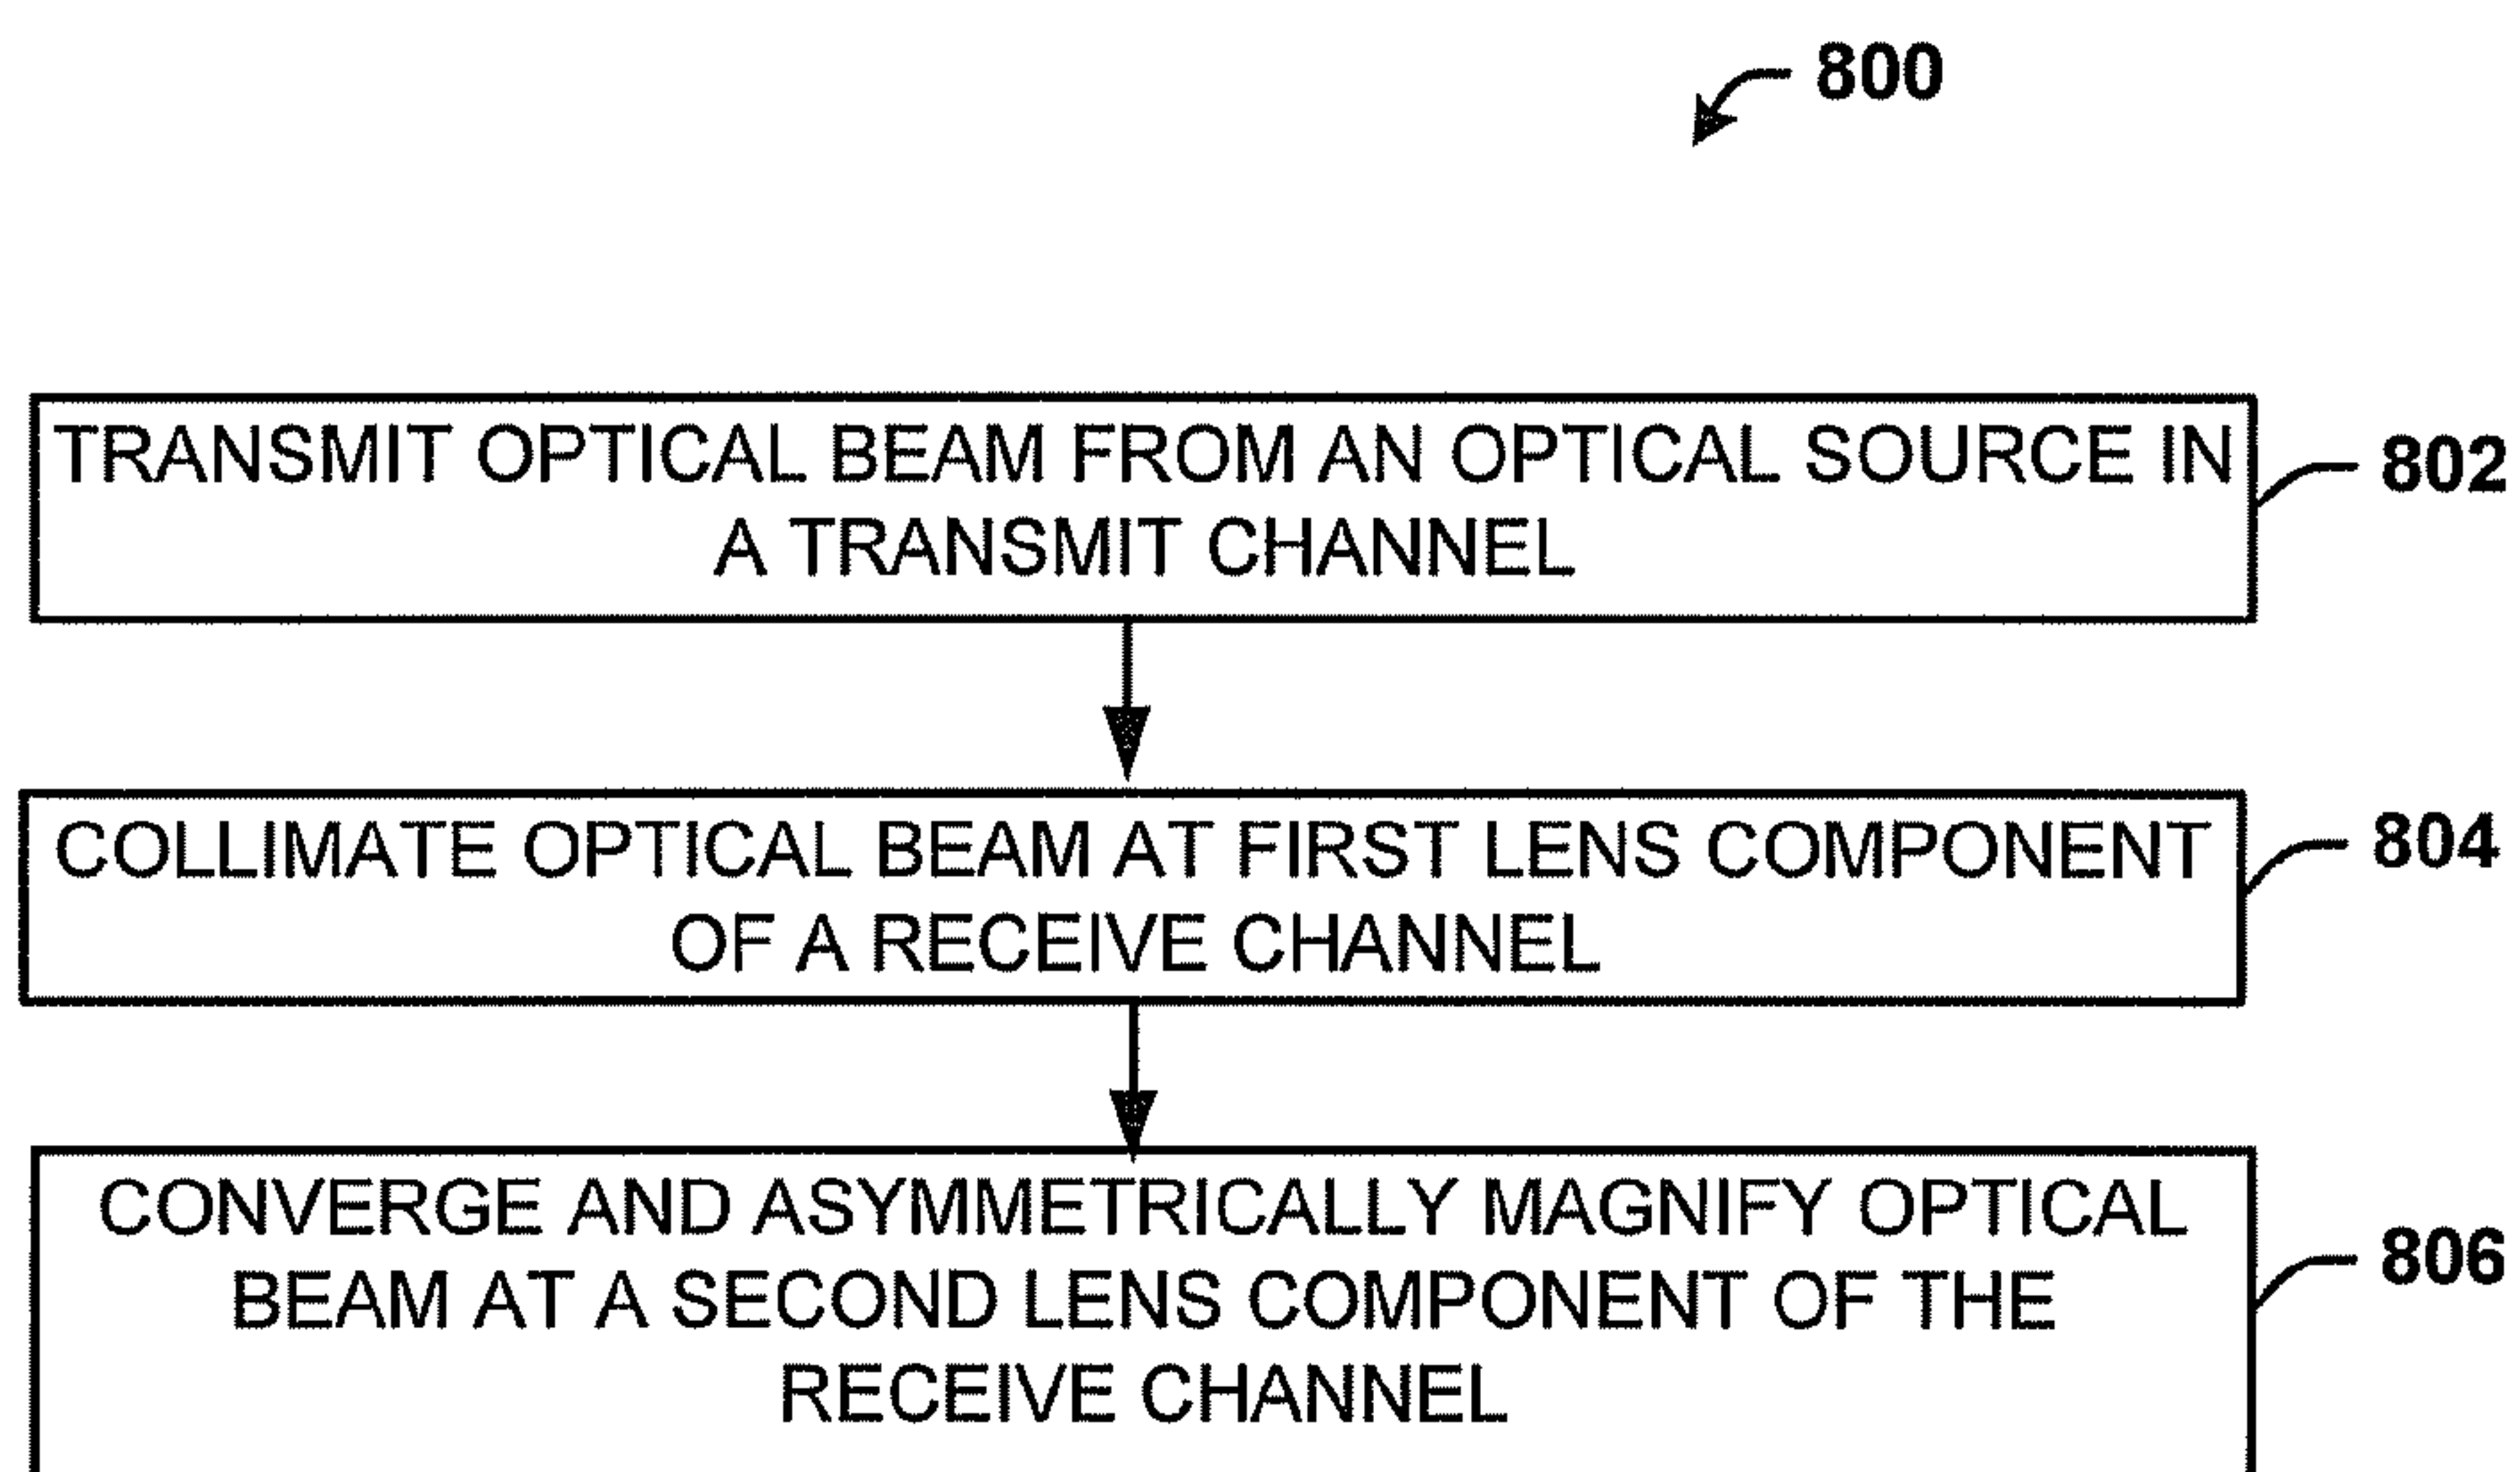 800
TRANSMIT OPTICAL BEAM FROM AN OPTICAL SOURCE IN
A TRANSMIT CHANNEL
802
COLLIMATE OPTICAL BEAM AT FIRST LENS COMPONENT
OF A RECEIVE CHANNEL
804
CONVERGE AND ASYMMETRICALLY MAGNIFY OPTICAL
BEAM AT A SECOND LENS COMPONENT OF THE
RECEIVE CHANNEL
806